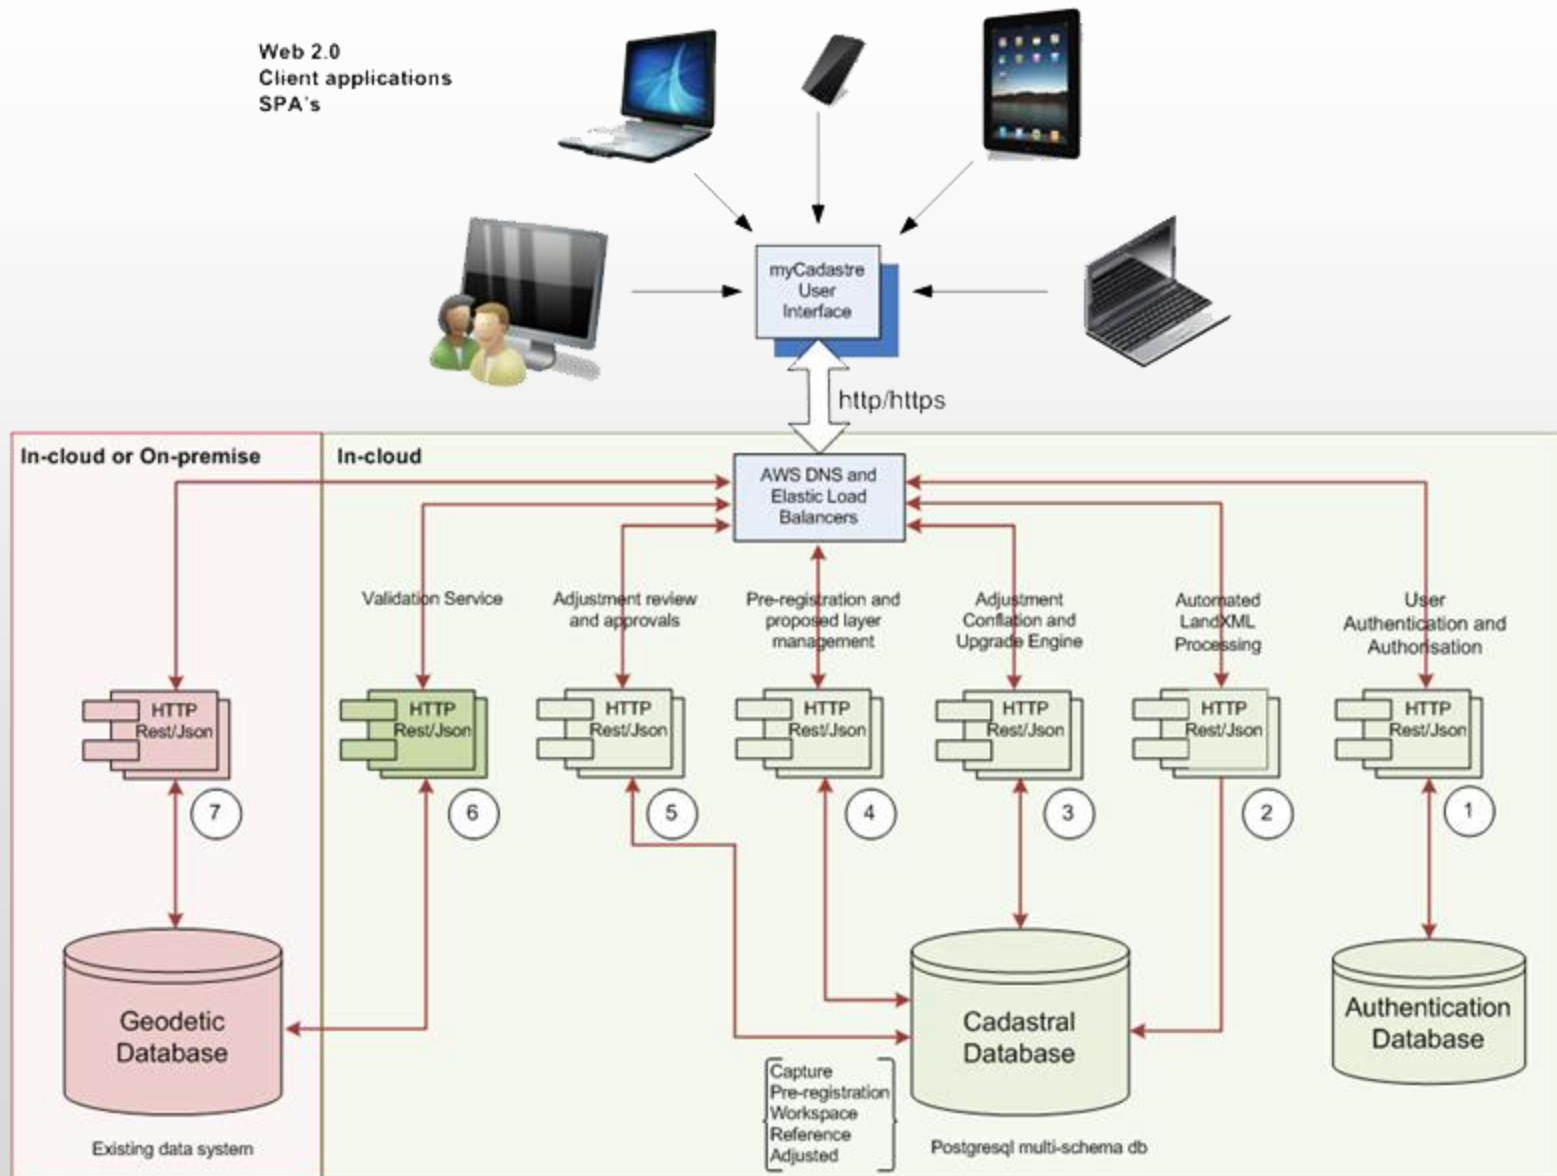 Web 2.0
Client applications
SPA's
myCadastre
User
Interface
http/https
In-cloud or On-premise
In-cloud
AWS DNS and
Elastic Load
Balancers
Validation Service
Adjustment review
and approvals
Pre-registration and
proposed layer
management
Adjustment
Conflation and
Upgrade Engine
Automated
LandXML
Processing
User
Authentication and
Authorisation
HTTP
Rest/Json
HTTP
Rest/Json
HTTP
Rest/Json
HTTP
Rest/Json
HTTP
Rest/Json
HTTP
Rest/Json
HTTP
Rest/Json
7
6
5
4
3
2
1
Geodetic
Database
Cadastral
Database
Authentication
Database
Capture
Pre-registration
Workspace
Reference
Adjusted
Existing data system
Postgresql multi-schema db